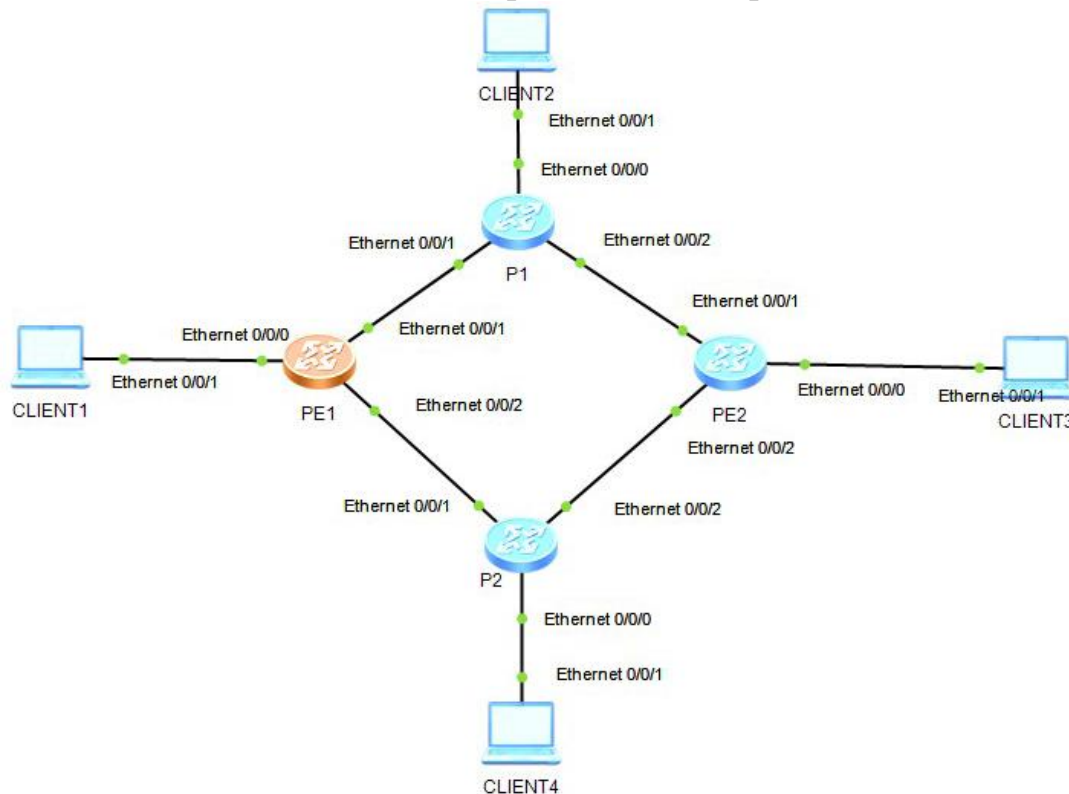 CLIENT2
Ethernet 0/0/1
Ethernet 0/0/0
Ethernet 0/0/1
Ethernet 0/0/2
P1
Ethernet 0/0/1
Ethernet 0/0/0
Ethernet 0/0/1
Ethernet 0/0/1
Ethernet 0/0/0
Ethernet 0/0/1
CLIENT1
PE1
Ethernet 0/0/2
PE2
CLIENT3
Ethernet 0/0/2
Ethernet 0/0/1
Ethernet 0/0/2
P2
Ethernet 0/0/0
Ethernet 0/0/1
CLIENT4